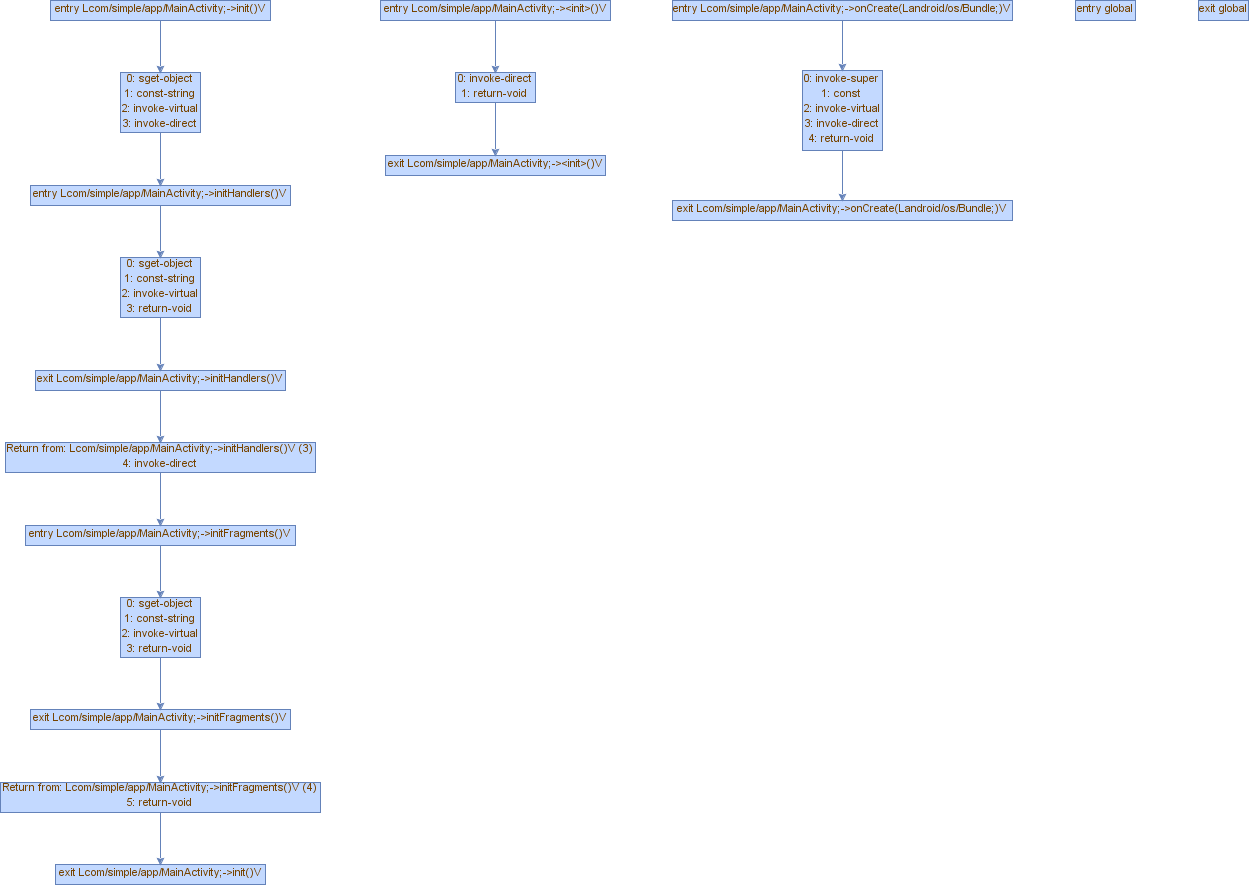 entry Lcom/simple/app/MainActivity;->init()V
0: sget-object
1: const-string
2: invoke-virtual
3: invoke-direct
entry Lcom/simple/app/MainActivity;->initHandlers()V
0: sget-object
1: const-string
2: invoke-virtual
3: return-void
exit Lcom/simple/app/MainActivity;->initHandlers()V
Return from: Lcom/simple/app/MainActivity;->initHandlers()V (3)
4: invoke-direct
entry Lcom/simple/app/MainActivity;->initFragments()V
0: sget-object
1: const-string
2: invoke-virtual
3: return-void
exit Lcom/simple/app/MainActivity;->initFragments()V
Return from: Lcom/simple/app/MainActivity;->initFragments()V (4)
5: return-void
exit Lcom/simple/app/MainActivity;->init()V
entry Lcom/simple/app/MainActivity;-><init>()V
0: invoke-direct
1: return-void
exit Lcom/simple/app/MainActivity;-><init>()V
entry Lcom/simple/app/MainActivity;->onCreate(Landroid/os/Bundle;)V
0: invoke-super
1: const
2: invoke-virtual
3: invoke-direct
4: return-void
exit Lcom/simple/app/MainActivity;->onCreate(Landroid/os/Bundle;)V
entry global
exit global